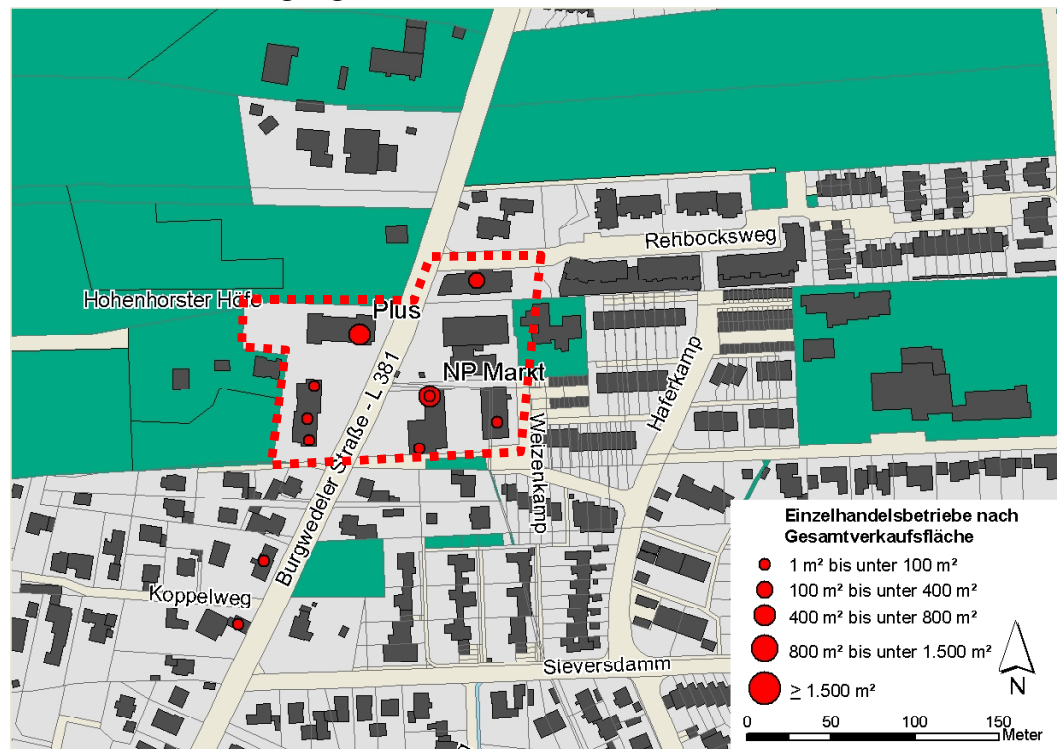 Rehbocksweg
Hohenhorster Höfe
Plus
NP Markt
Burgwedeler Straße - L 381
Haferkamp
Weizenkamp
Koppelweg
Sieversdamm
Einzelhandelsbetriebe nach
Gesamtverkaufsfläche
1 m² bis unter 100 m²
100 m² bis unter 400 m²
400 m² bis unter 800 m²
800 m² bis unter 1.500 m²
≥ 1.500 m²
N
0 50 100 150
Meter